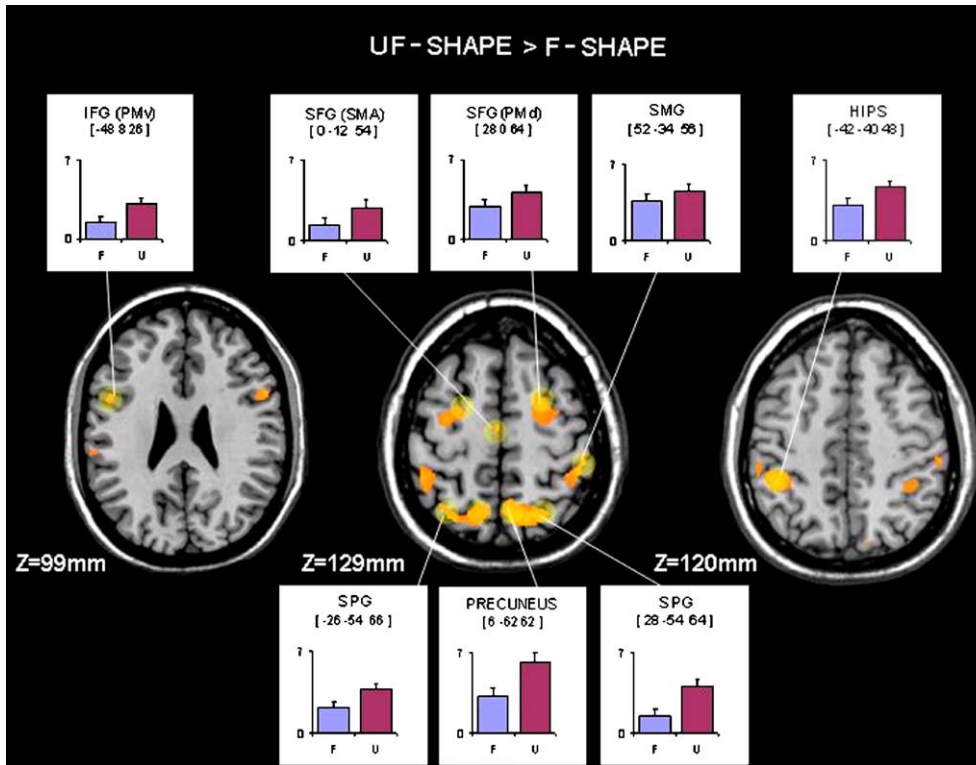 UF-SHAPE > F-SHAPE
IFG (PMv)
[-48 8 26]
7
0
F U
SFG (SMA)
[0 -12 54]
7
0
F U
SFG (PMd)
[28 0 64]
7
0
F U
SMG
[52 -34 56]
7
0
F U
HIPS
[-42 -40 48]
7
0
F U
Z=99mm
Z=129mm
Z=120mm
SPG
[-26 -54 66]
7
0
F U
PRECUNEUS
[6 -62 62]
7
0
F U
SPG
[28 -54 64]
7
0
F U